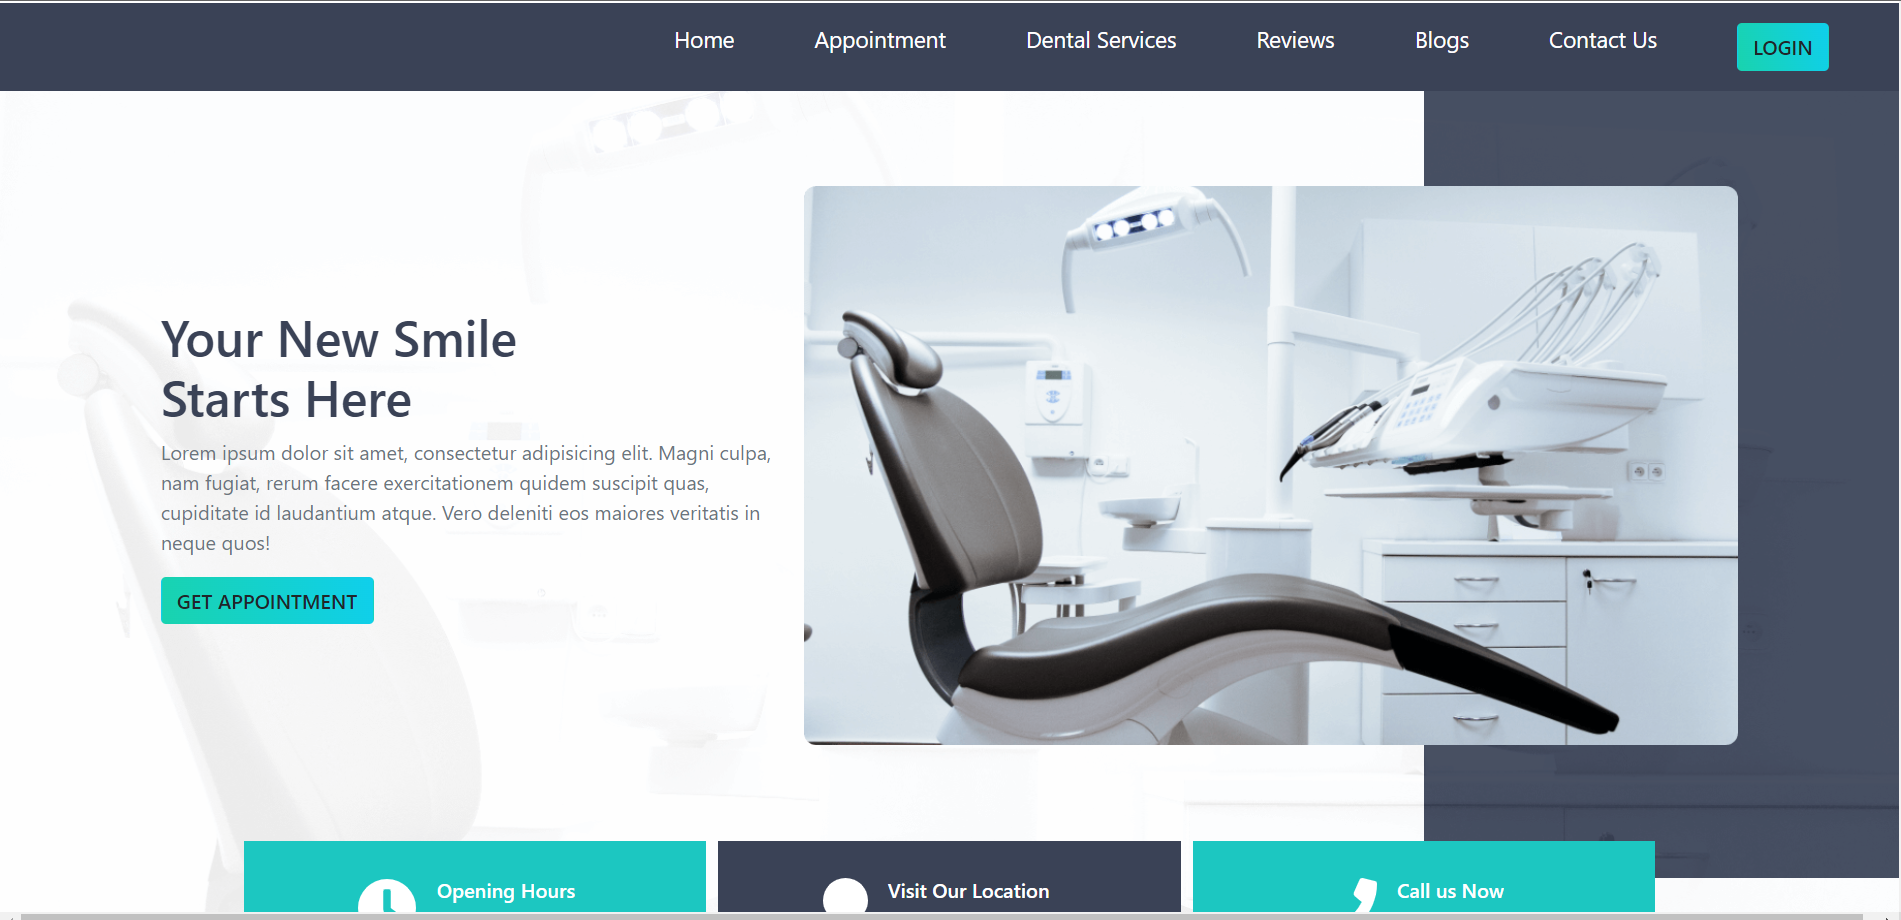 Home Appointment Dental Services Reviews Blogs Contact Us LOGIN
Your New Smile
Starts Here
Lorem ipsum dolor sit amet, consectetur adipisicing elit. Magni culpa,
nam fugiat, rerum facere exercitationem quidem suscipit quas,
cupiditate id laudantium atque. Vero deleniti eos maiores veritatis in
neque quos!
GET APPOINTMENT
Opening Hours
Visit Our Location
Call us Now